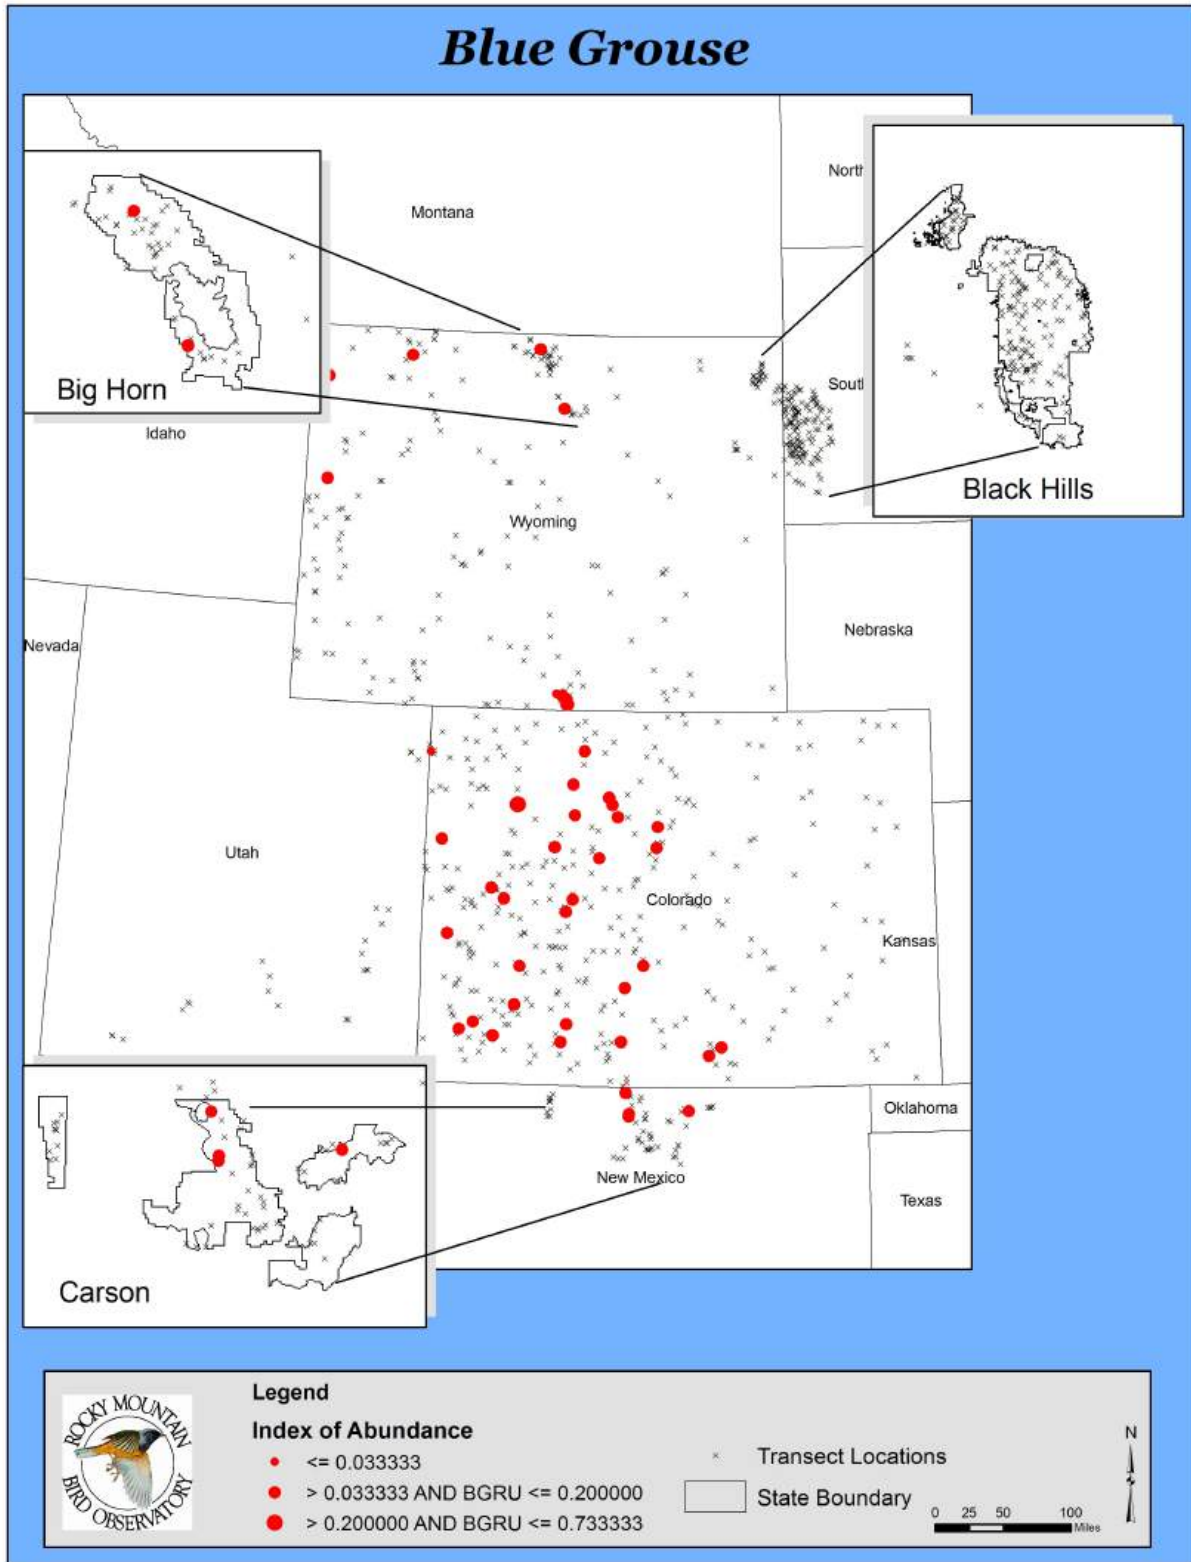 Blue Grouse
Montana
North
Big Horn
Idaho
South
Wyoming
Black Hills
Nevada
Nebraska
Utah
Colorado
Kansas
Oklahoma
New Mexico
Texas
Carson
Legend
Index of Abundance
<= 0.033333
> 0.033333 AND BGRU <= 0.200000
> 0.200000 AND BGRU <= 0.733333
Transect Locations
State Boundary
N
0 25 50 100
Miles
ROCKY MOUNTAIN
BIRD OBSERVATORY